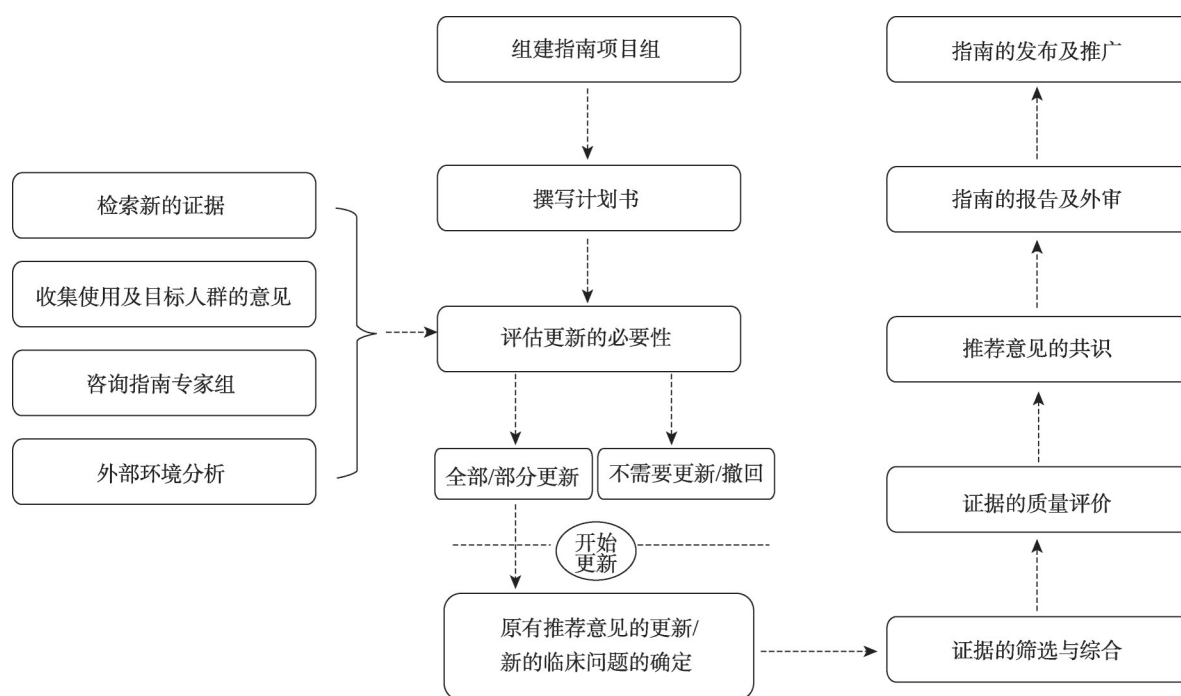 组建指南项目组
撰写计划书
检索新的证据
收集使用及目标人群的意见
咨询指南专家组
外部环境分析
评估更新的必要性
全部/部分更新
不需要更新/撤回
开始
更新
原有推荐意见的更新/
新的临床问题的确定
证据的筛选与综合
证据的质量评价
推荐意见的共识
指南的报告及外审
指南的发布及推广